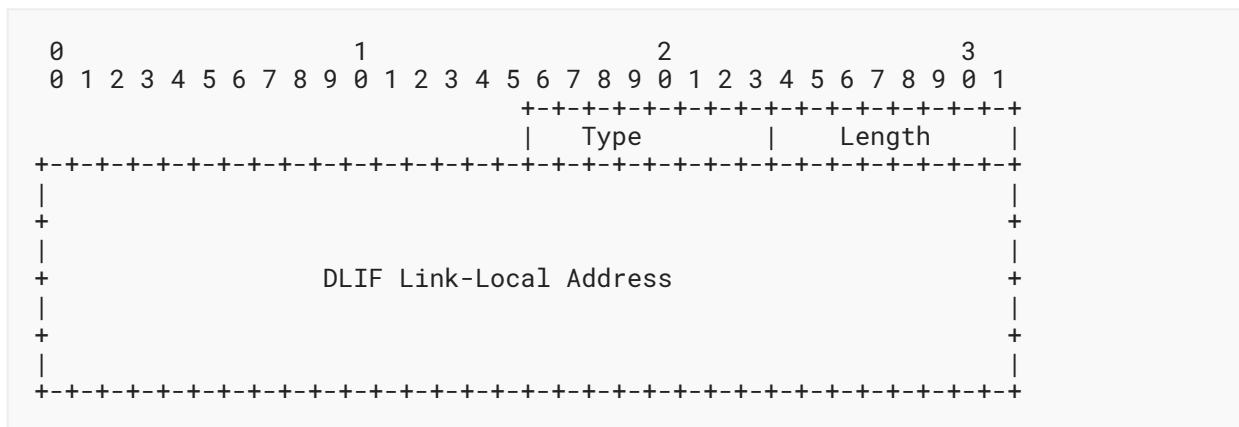 0                   1                   2                   3
 0 1 2 3 4 5 6 7 8 9 0 1 2 3 4 5 6 7 8 9 0 1 2 3 4 5 6 7 8 9 0 1
                                +-+-+-+-+-+-+-+-+-+-+-+-+-+-+-+-+
                                |   Type        |    Length     |
+-+-+-+-+-+-+-+-+-+-+-+-+-+-+-+-+-+-+-+-+-+-+-+-+-+-+-+-+-+-+-+-+
|                                                               |
+                                                               +
|                                                               |
+                  DLIF Link-Local Address                      +
|                                                               |
+                                                               +
|                                                               |
+-+-+-+-+-+-+-+-+-+-+-+-+-+-+-+-+-+-+-+-+-+-+-+-+-+-+-+-+-+-+-+-+